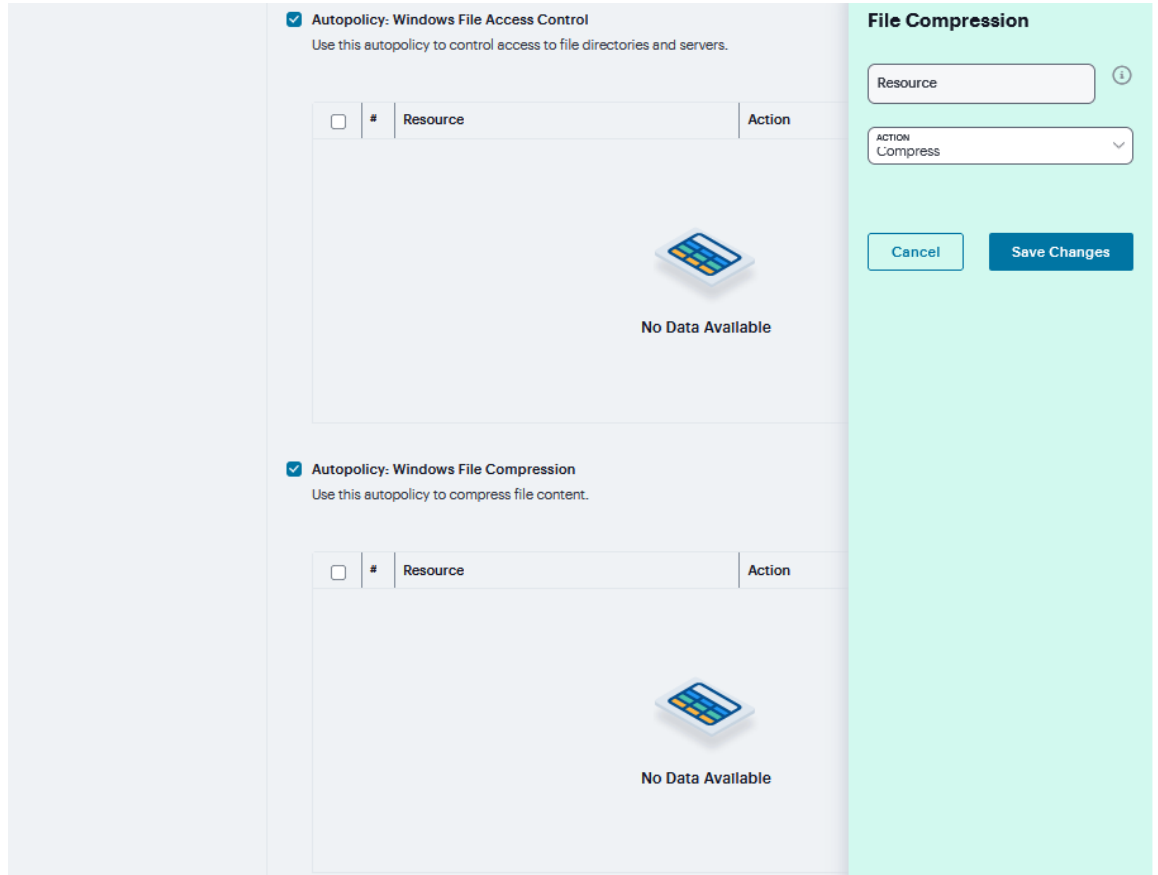 Autopolicy: Windows File Access Control
Use this autopolicy to control access to file directories and servers.
# Resource Action
No Data Available
Autopolicy: Windows File Compression
Use this autopolicy to compress file content.
# Resource Action
No Data Available
File Compression
Resource
ACTION
Compress
Cancel Save Changes